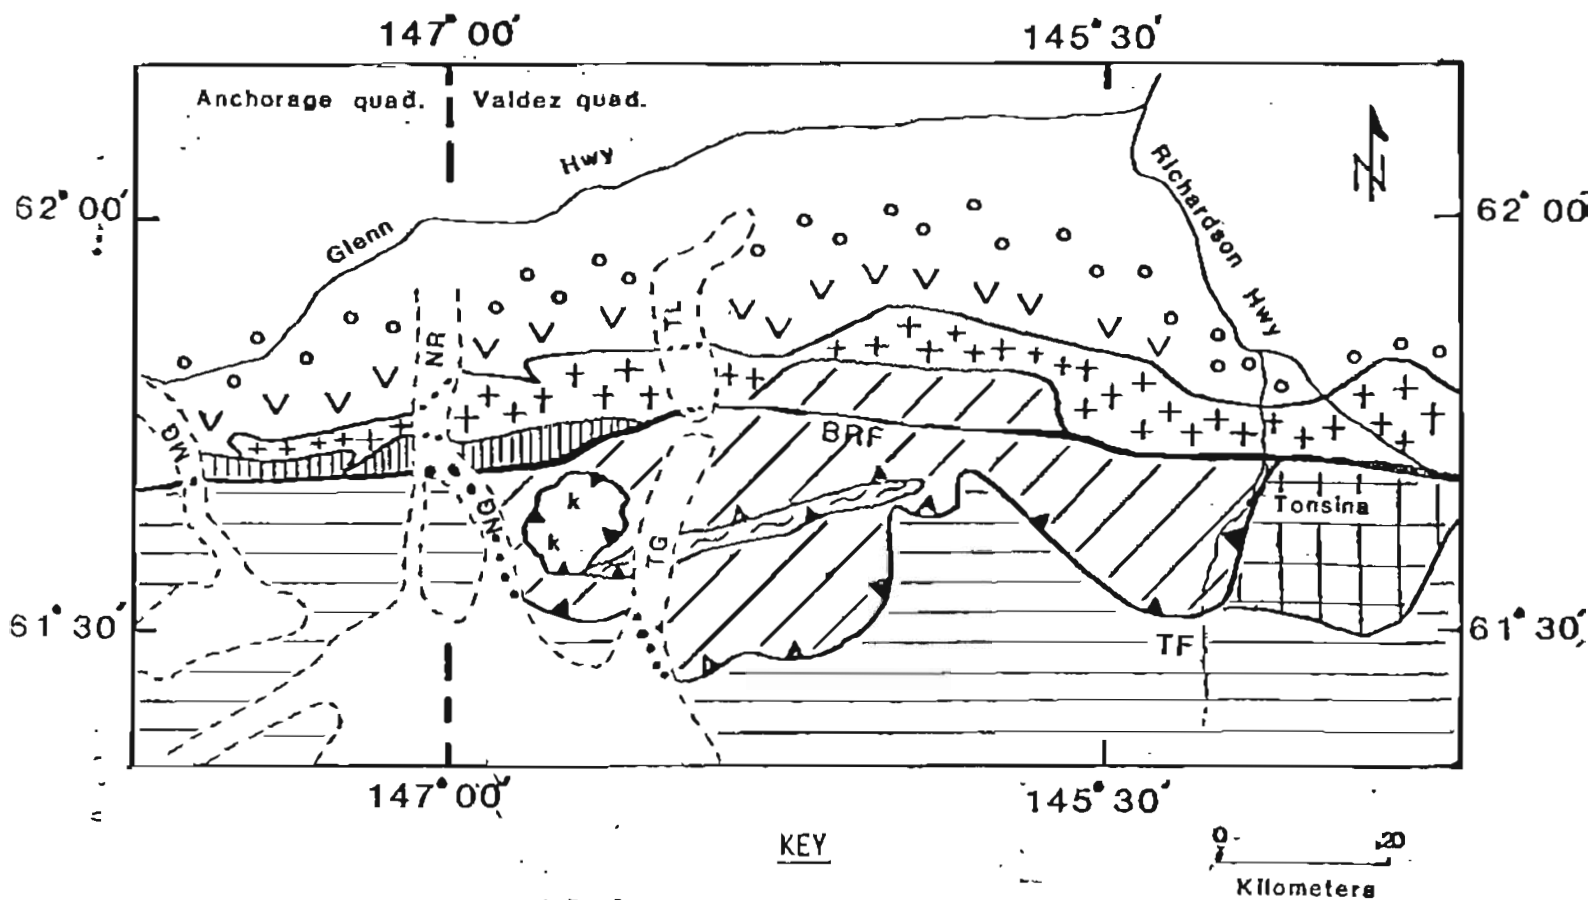 147° 00'
145° 30'
Anchorage quad.
Valdez quad.
Glenn
Hwy
Richardson
Hwy
N
62° 00'
62° 00'
NR
TL
MG
BRF
k
k
NG
TG
Tonsina
61° 30'
61° 30'
TF
147° 00'
145° 30'
KEY
0 20
Kilometers